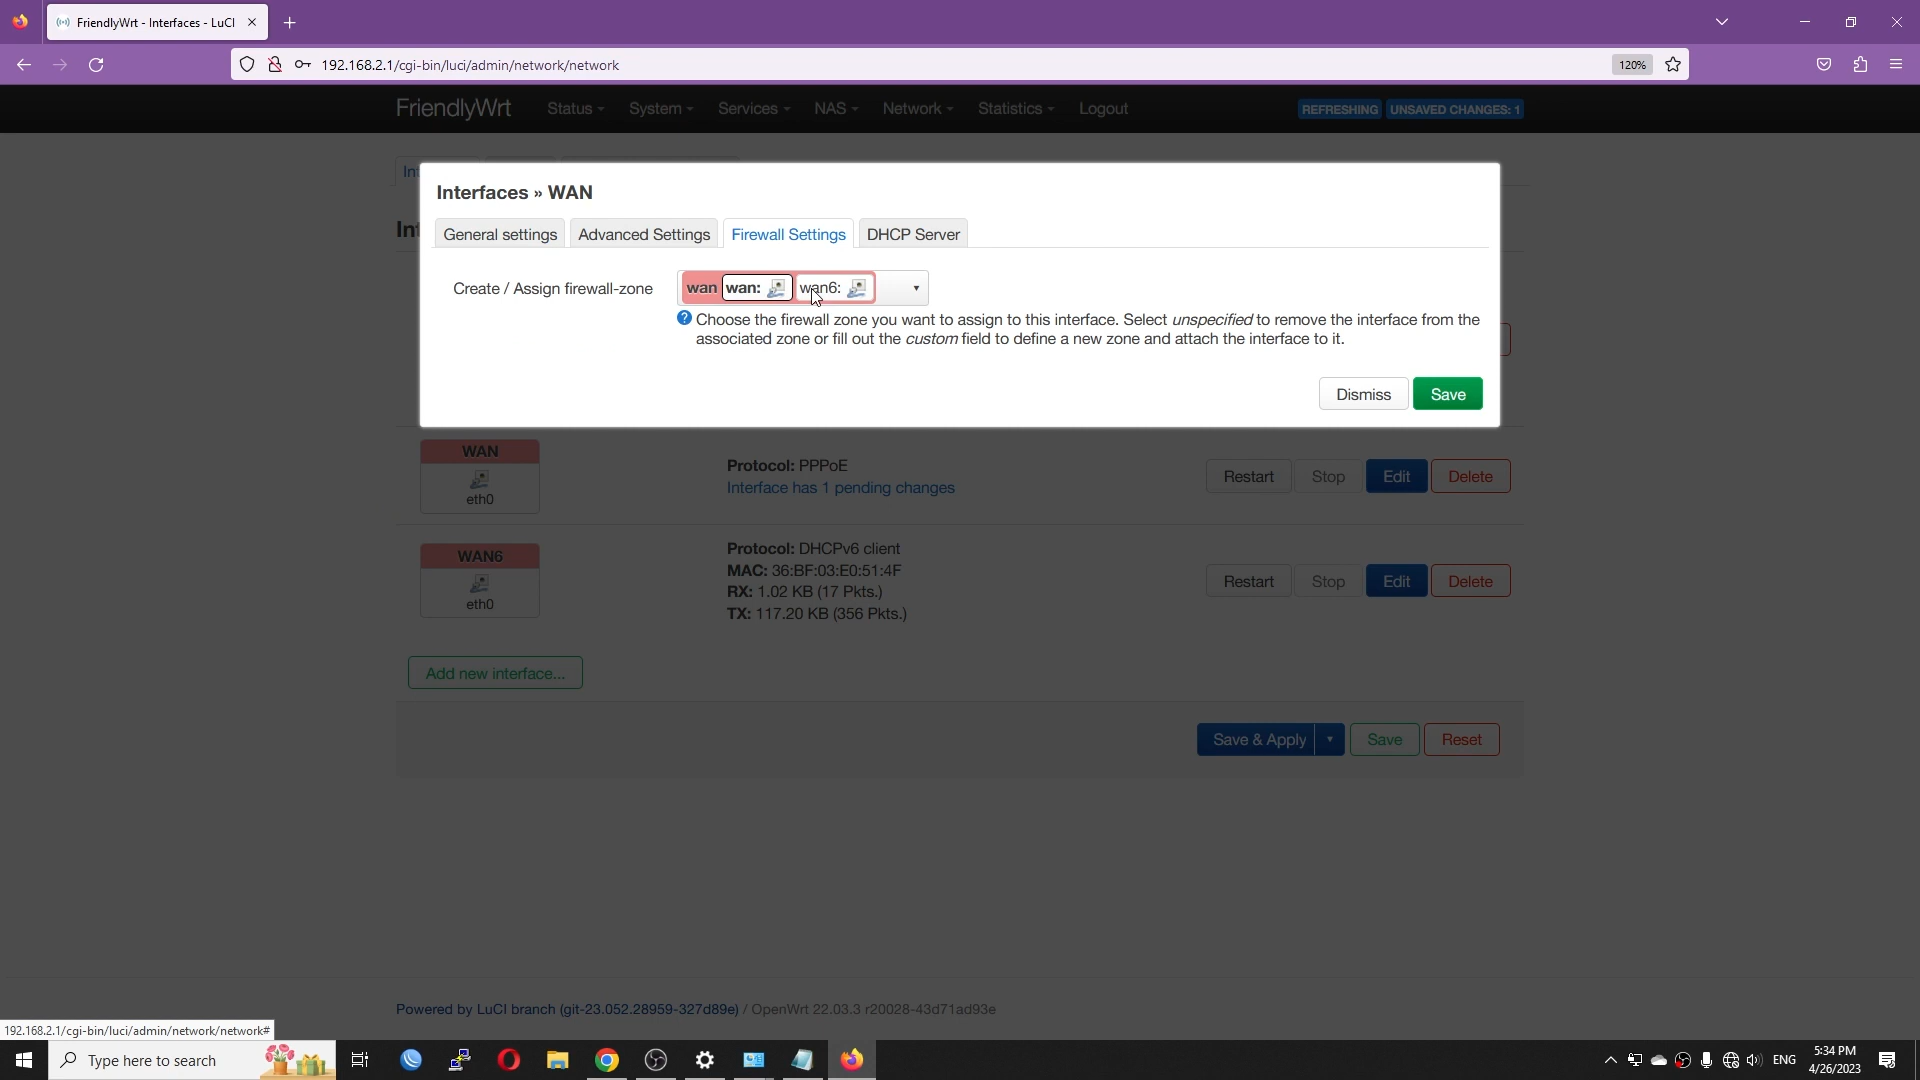 FriendlyWrt - Interfaces - LuCI
192.168.2.1/cgi-bin/luci/admin/network/network
120%
FriendlyWrt Status System Services NAS Network Statistics Logout REFRESHING UNSAVED CHANGES: 1
Int
Int
Interfaces » WAN
General settings Advanced Settings Firewall Settings DHCP Server
Create / Assign firewall-zone wan wan: wan6:
Choose the firewall zone you want to assign to this interface. Select unspecified to remove the interface from the
associated zone or fill out the custom field to define a new zone and attach the interface to it.
Dismiss Save
WAN
eth0
Protocol: PPPoE
Interface has 1 pending changes
Restart Stop Edit Delete
WAN6
eth0
Protocol: DHCPv6 client
MAC: 36:BF:03:E0:51:4F
RX: 1.02 KB (17 Pkts.)
TX: 117.20 KB (356 Pkts.)
Restart Stop Edit Delete
Add new interface...
Save & Apply Save Reset
Powered by LuCI branch (git-23.052.28959-327d89e) / OpenWrt 22.03.3 r20028-43d71ad93e
192.168.2.1/cgi-bin/luci/admin/network/network#
Type here to search
ENG
5:34 PM
4/26/2023